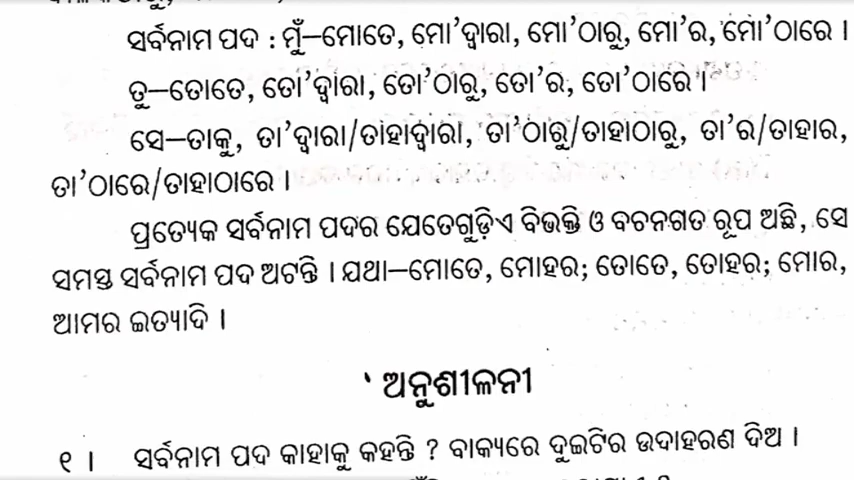 ସର୍ବନାମ ପଦ : ମୁଁ—ମୋତେ, ମୋ’ଦ୍ୱାରା, ମୋ’ଠାରୁ, ମୋ’ର, ମୋ’ଠାରେ ।
ତୁ—ତୋତେ, ତୋ’ଦ୍ୱାରା, ତୋ’ଠାରୁ, ତୋ’ର, ତୋ’ଠାରେ ।
ସେ—ତାକୁ, ତା’ଦ୍ୱାରା/ତାହାଦ୍ୱାରା, ତା’ଠାରୁ/ତାହାଠାରୁ, ତା’ର/ତାହାର,
ତା’ଠାରେ/ତାହାଠାରେ ।
ପ୍ରତ୍ୟେକ ସର୍ବନାମ ପଦର ଯେତେଗୁଡ଼ିଏ ବିଭକ୍ତି ଓ ବଚନଗତ ରୂପ ଅଛି, ସେ
ସମସ୍ତ ସର୍ବନାମ ପଦ ଅଟନ୍ତି । ଯଥା—ମୋତେ, ମୋହର; ତୋତେ, ତୋହର; ମୋର,
ଆମର ଇତ୍ୟାଦି ।
ଅନୁଶୀଳନୀ
୧ । ସର୍ବନାମ ପଦ କାହାକୁ କହନ୍ତି ? ବାକ୍ୟରେ ଦୁଇଟିର ଉଦାହରଣ ଦିଅ ।